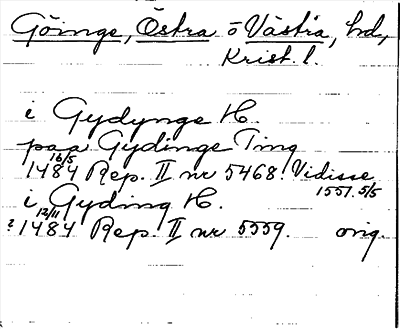 Göinge, Östra o Västra, hd,
Krist. l.
i Gydynge H.
paa Gydinge Ting
1484 16/5 Rep. II nr 5468. Vidisse
1551. 5/5
i Gyding H.
? 1484 12/11 Rep. II nr 5559. orig.